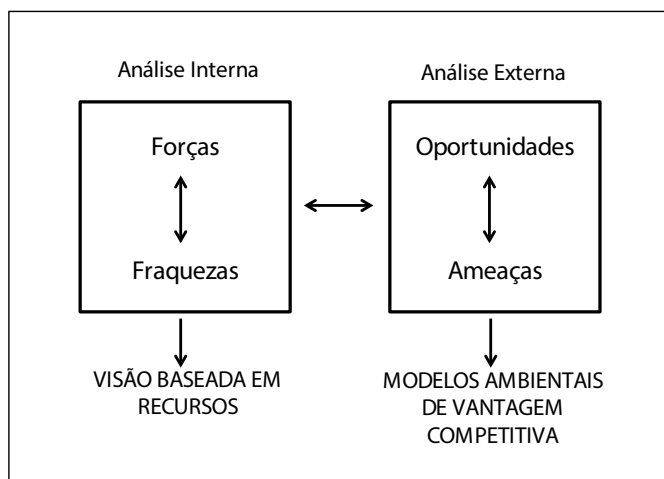 Análise Interna
Forças
Fraquezas
VISÃO BASEADA EM
RECURSOS
Análise Externa
Oportunidades
Ameaças
MODELOS AMBIENTAIS
DE VANTAGEM
COMPETITIVA